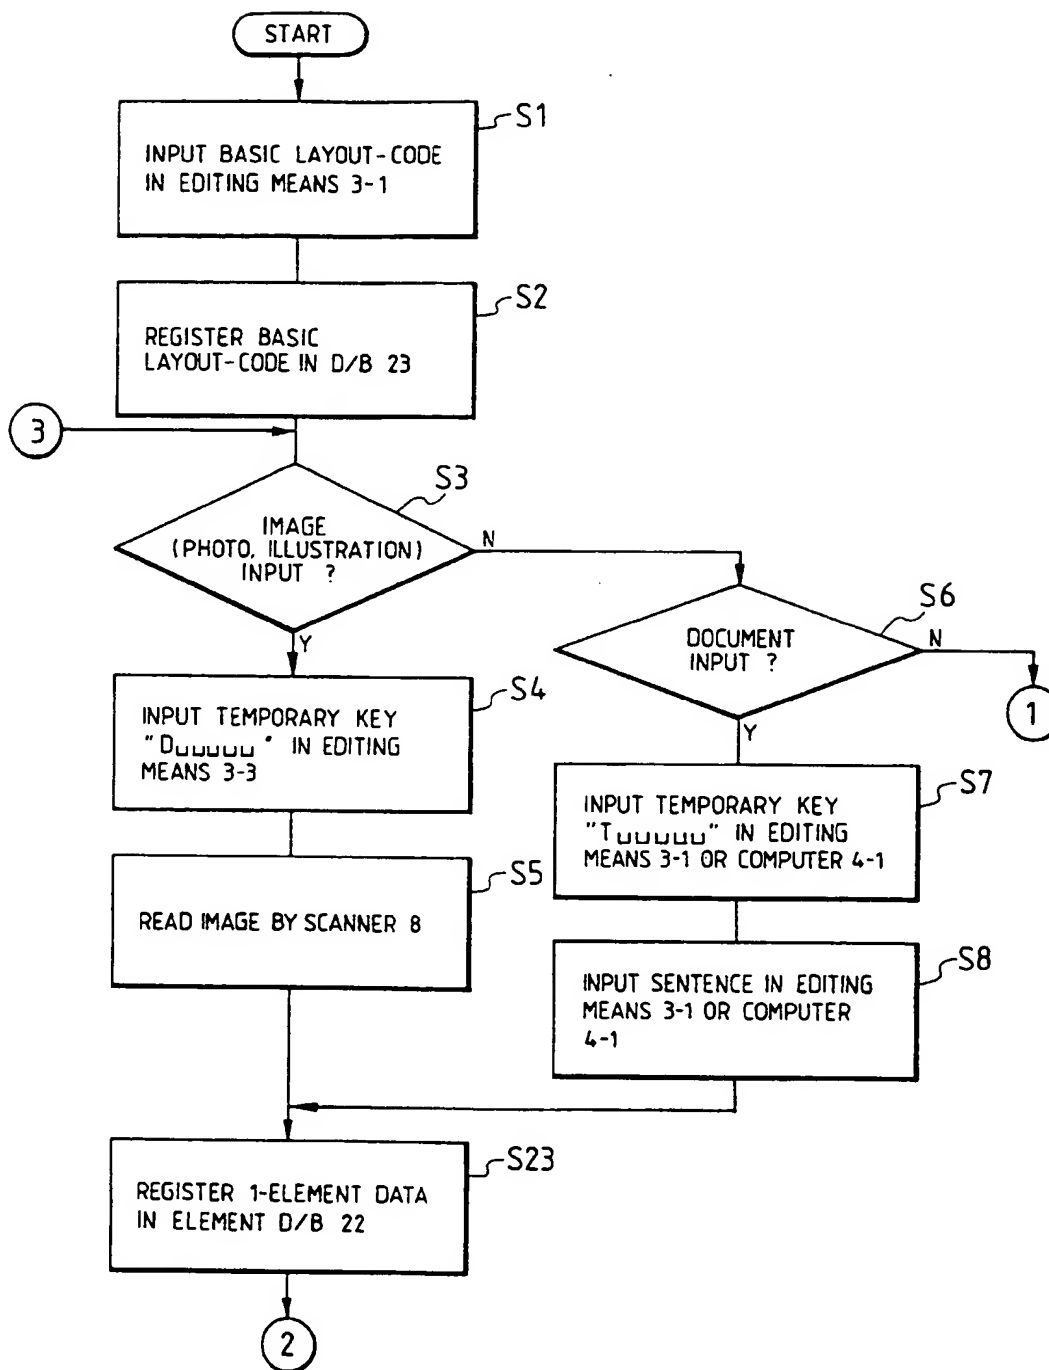 START
S1
INPUT BASIC LAYOUT-CODE
IN EDITING MEANS 3-1
S2
REGISTER BASIC
LAYOUT-CODE IN D/B 23
3
S3
IMAGE
(PHOTO, ILLUSTRATION)
INPUT ?
N
Y
S6
DOCUMENT
INPUT ?
N
Y
1
S4
INPUT TEMPORARY KEY
"D␣␣␣␣␣" IN EDITING
MEANS 3-3
S7
INPUT TEMPORARY KEY
"T␣␣␣␣␣" IN EDITING
MEANS 3-1 OR COMPUTER 4-1
S5
READ IMAGE BY SCANNER 8
S8
INPUT SENTENCE IN EDITING
MEANS 3-1 OR COMPUTER
4-1
S23
REGISTER 1-ELEMENT DATA
IN ELEMENT D/B 22
2